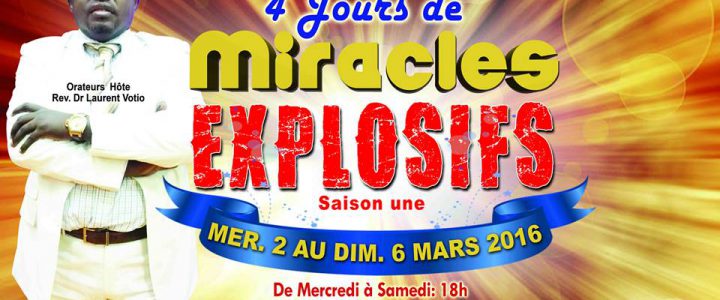 4 Jours de
Miracles
EXPLOSIFS
Saison une
Orateurs Hôte
Rev. Dr Laurent Votio
MER. 2 AU DIM. 6 MARS 2016
De Mercredi à Samedi: 18h